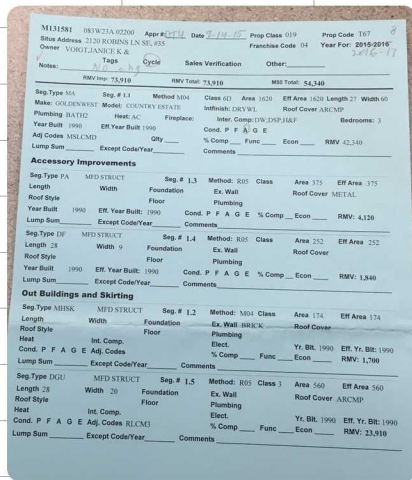 M131581 083W23A 02200 Appr# Date 7-14-15 Prop Class 019 Prop Code T67 8
Situs Address 2120 ROBINS LN SE, #35 Franchise Code 04 Year For: 2015-2016
Owner VOIGT,JANICE K & 2016-17
Tags Cycle Sales Verification Other:
Notes: No chg
RMV Imp: 73,910 RMV Total: 73,910 M50 Total: 54,340
Seg.Type MA Seg. # 1.1 Method M04 Class 6D Area 1620 Eff Area 1620 Length 27 Width 60
Make: GOLDENWEST Model: COUNTRY ESTATE Infinish: DRYWL Roof Cover ARCMP
Plumbing BATH2 Heat: AC Fireplace: Inter. Comp: DW,DSP,H&F Bedrooms: 3
Year Built 1990 Eff.Year Built 1990 Cond. P F A G E
Adj Codes MSLCMD Qlty % Comp Func Econ RMV 42,340
Lump Sum Except Code/Year Comments
Accessory Improvements
Seg.Type PA MFD STRUCT Seg. # 1.3 Method: R05 Class Area 375 Eff Area 375
Length Width Foundation Ex. Wall Roof Cover METAL
Roof Style Floor Plumbing
Year Built 1990 Eff. Year Built: 1990 Cond. P F A G E % Comp Econ RMV: 4,120
Lump Sum Except Code/Year Comments
Seg.Type DF MFD STRUCT Seg. # 1.4 Method: R05 Class Area 252 Eff Area 252
Length 28 Width 9 Foundation Ex. Wall Roof Cover
Roof Style Floor Plumbing
Year Built 1990 Eff. Year Built: 1990 Cond. P F A G E % Comp Econ RMV: 1,840
Lump Sum Except Code/Year Comments
Out Buildings and Skirting
Seg.Type MHSK MFD STRUCT Seg. # 1.2 Method: M04 Class Area 174 Eff Area 174
Length Width Foundation Ex. Wall BRICK Roof Cover
Roof Style Floor Plumbing
Heat Int. Comp. Elect. Yr. Blt. 1990 Eff. Yr. Blt: 1990
Cond. P F A G E Adj. Codes % Comp Func Econ RMV: 1,700
Lump Sum Except Code/Year Comments
Seg.Type DGU MFD STRUCT Seg. # 1.5 Method: R05 Class 3 Area 560 Eff Area 560
Length 28 Width 20 Foundation Ex. Wall Roof Cover ARCMP
Roof Style Floor Plumbing
Heat Int. Comp. Elect. Yr. Blt. 1990 Eff. Yr. Blt: 1990
Cond. P F A G E Adj. Codes RLCM3 % Comp Func Econ RMV: 23,910
Lump Sum Except Code/Year Comments